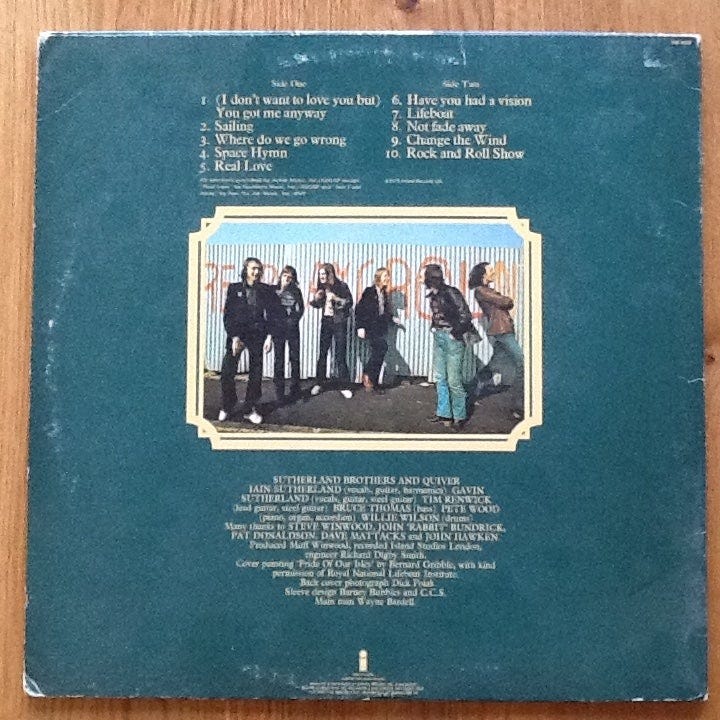 Side One
1 (I don't want to love you but)
You got me anyway
2. Sailing
3. Where do we go wrong
4. Space Hymn
5. Real Love
Side Two
6. Have you had a vision
7. Lifeboat
8. Not fade away
9. Change the Wind
10. Rock and Roll Show
SUTHERLAND BROTHERS AND QUIVER
IAIN SUTHERLAND (vocals, guitar, harmonica) GAVIN
SUTHERLAND (vocals, guitar, steel guitar) TIM RENWICK
(lead guitar, steel guitar) BRUCE THOMAS (bass) PETE WOOD
(piano, organ, accordion) WILLIE WILSON (drums)
Many thanks to STEVE WINWOOD, JOHN 'RABBIT' BUNDRICK,
PAT DONALDSON, DAVE MATTACKS and JOHN HAWKEN
Produced Muff Winwood, recorded Island Studios London,
engineer Richard Digby Smith.
Cover painting 'Pride Of Our Isles' by Bernard Gribble, with kind
permission of Royal National Lifeboat Institute.
Back cover photograph Dick Polak
Sleeve design Barney Bubbles and C.C.S.
Main man Wayne Bardell